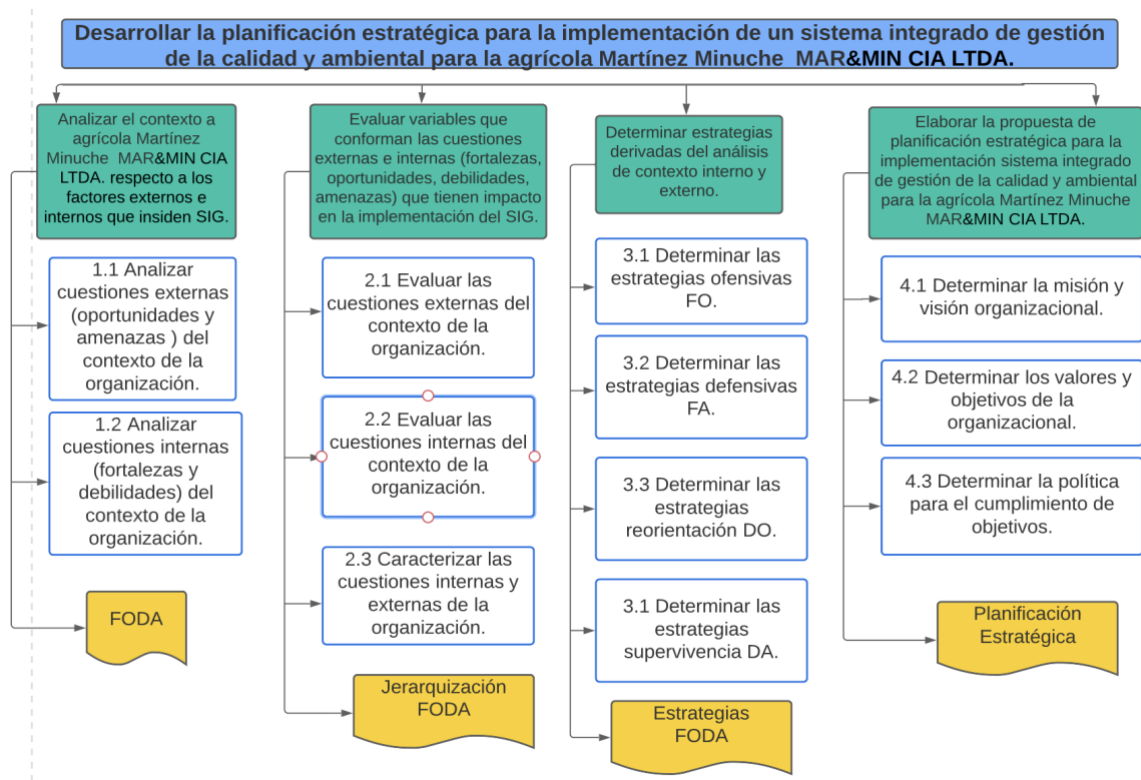 Desarrollar la planificación estratégica para la implementación de un sistema integrado de gestión
de la calidad y ambiental para la agrícola Martínez Minuche  MAR&MIN CIA LTDA.
Analizar el contexto a
agrícola Martínez
Minuche  MAR&MIN CIA
LTDA. respecto a los
factores externos e
internos que insiden SIG.
1.1 Analizar
cuestiones externas
(oportunidades y
amenazas ) del
contexto de la
organización.
1.2 Analizar
cuestiones internas
(fortalezas y
debilidades) del
contexto de la
organización.
FODA
Evaluar variables que
conforman las cuestiones
externas e internas (fortalezas,
oportunidades, debilidades,
amenazas) que tienen impacto
en la implementación del SIG.
2.1 Evaluar las
cuestiones externas del
contexto de la
organización.
2.2 Evaluar las
cuestiones internas del
contexto de la
organización.
2.3 Caracterizar las
cuestiones internas y
externas de la
organización.
Jerarquización
FODA
Determinar estrategias
derivadas del análisis
de contexto interno y
externo.
3.1 Determinar las
estrategias ofensivas
FO.
3.2 Determinar las
estrategias defensivas
FA.
3.3 Determinar las
estrategias
reorientación DO.
3.1 Determinar las
estrategias
supervivencia DA.
Estrategias
FODA
Elaborar la propuesta de
planificación estratégica para la
implementación sistema integrado
de gestión de la calidad y ambiental
para la agrícola Martínez Minuche
MAR&MIN CIA LTDA.
4.1 Determinar la misión y
visión organizacional.
4.2 Determinar los valores y
objetivos de la
organizacional.
4.3 Determinar la política
para el cumplimiento de
objetivos.
Planificación
Estratégica